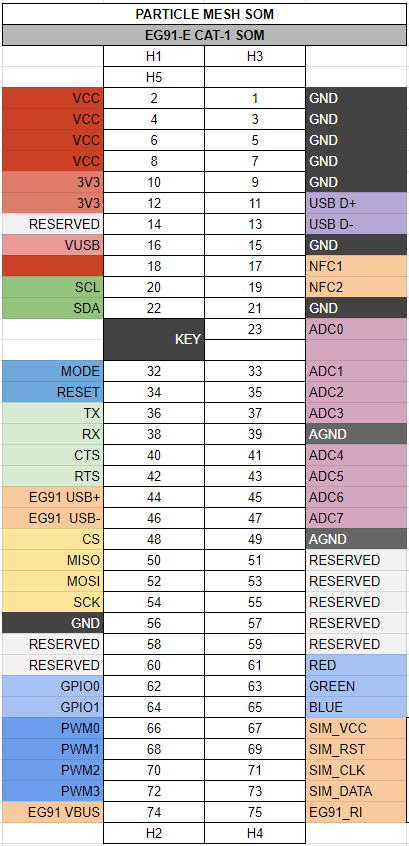 PARTICLE MESH SOM
EG91-E CAT-1 SOM
H1 H3
H5
VCC 2 1 GND
VCC 4 3 GND
VCC 6 5 GND
VCC 8 7 GND
3V3 10 9 GND
3V3 12 11 USB D+
RESERVED 14 13 USB D-
VUSB 16 15 GND
18 17 NFC1
SCL 20 19 NFC2
SDA 22 21 GND
KEY 23 ADC0
MODE 32 33 ADC1
RESET 34 35 ADC2
TX 36 37 ADC3
RX 38 39 AGND
CTS 40 41 ADC4
RTS 42 43 ADC5
EG91 USB+ 44 45 ADC6
EG91 USB- 46 47 ADC7
CS 48 49 AGND
MISO 50 51 RESERVED
MOSI 52 53 RESERVED
SCK 54 55 RESERVED
GND 56 57 RESERVED
RESERVED 58 59 RESERVED
RESERVED 60 61 RED
GPIO0 62 63 GREEN
GPIO1 64 65 BLUE
PWM0 66 67 SIM_VCC
PWM1 68 69 SIM_RST
PWM2 70 71 SIM_CLK
PWM3 72 73 SIM_DATA
EG91 VBUS 74 75 EG91_RI
H2 H4